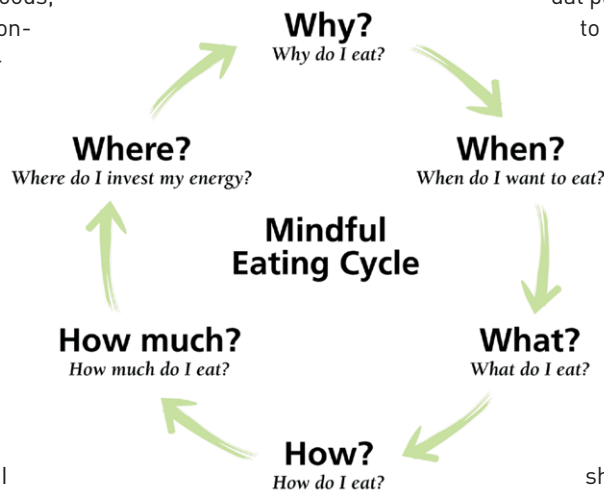 Why?
Why do I eat?
to
Where?
Where do I invest my energy?
When?
When do I want to eat?
Mindful
Eating Cycle
How much?
How much do I eat?
What?
What do I eat?
How?
How do I eat?